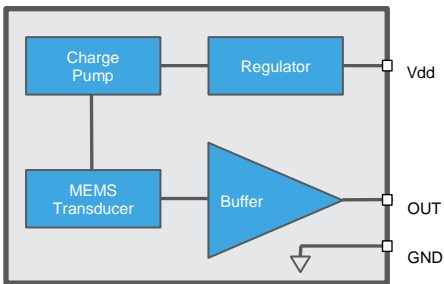 Charge
Pump
Regulator
Vdd
MEMS
Transducer
Buffer
OUT
GND